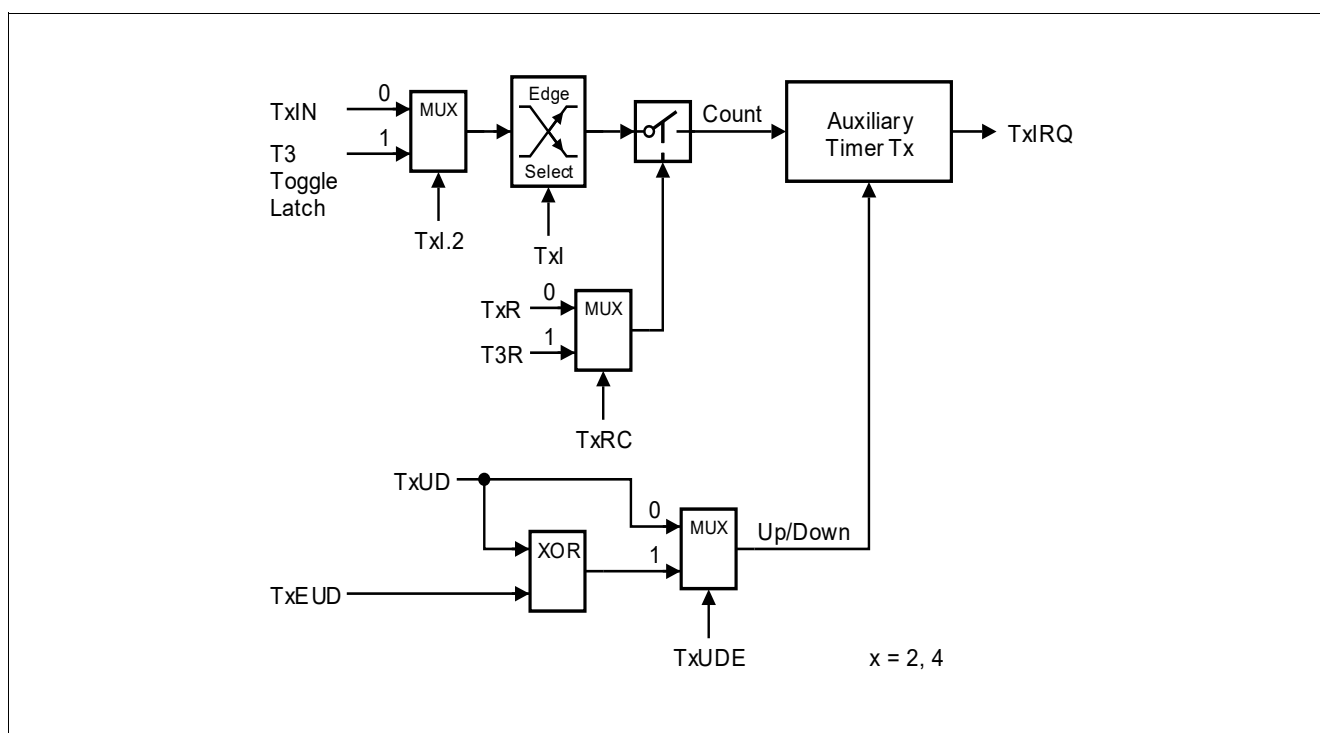 TxIN
0
MUX
Edge
Select
Count
Auxiliary
Timer Tx
TxIRQ
T3
Toggle
Latch
1
TxI.2
TxI
TxR
0
MUX
T3R
1
TxRC
TxUD
0
MUX
Up/Down
XOR
1
TxEUD
TxUDE
x = 2, 4